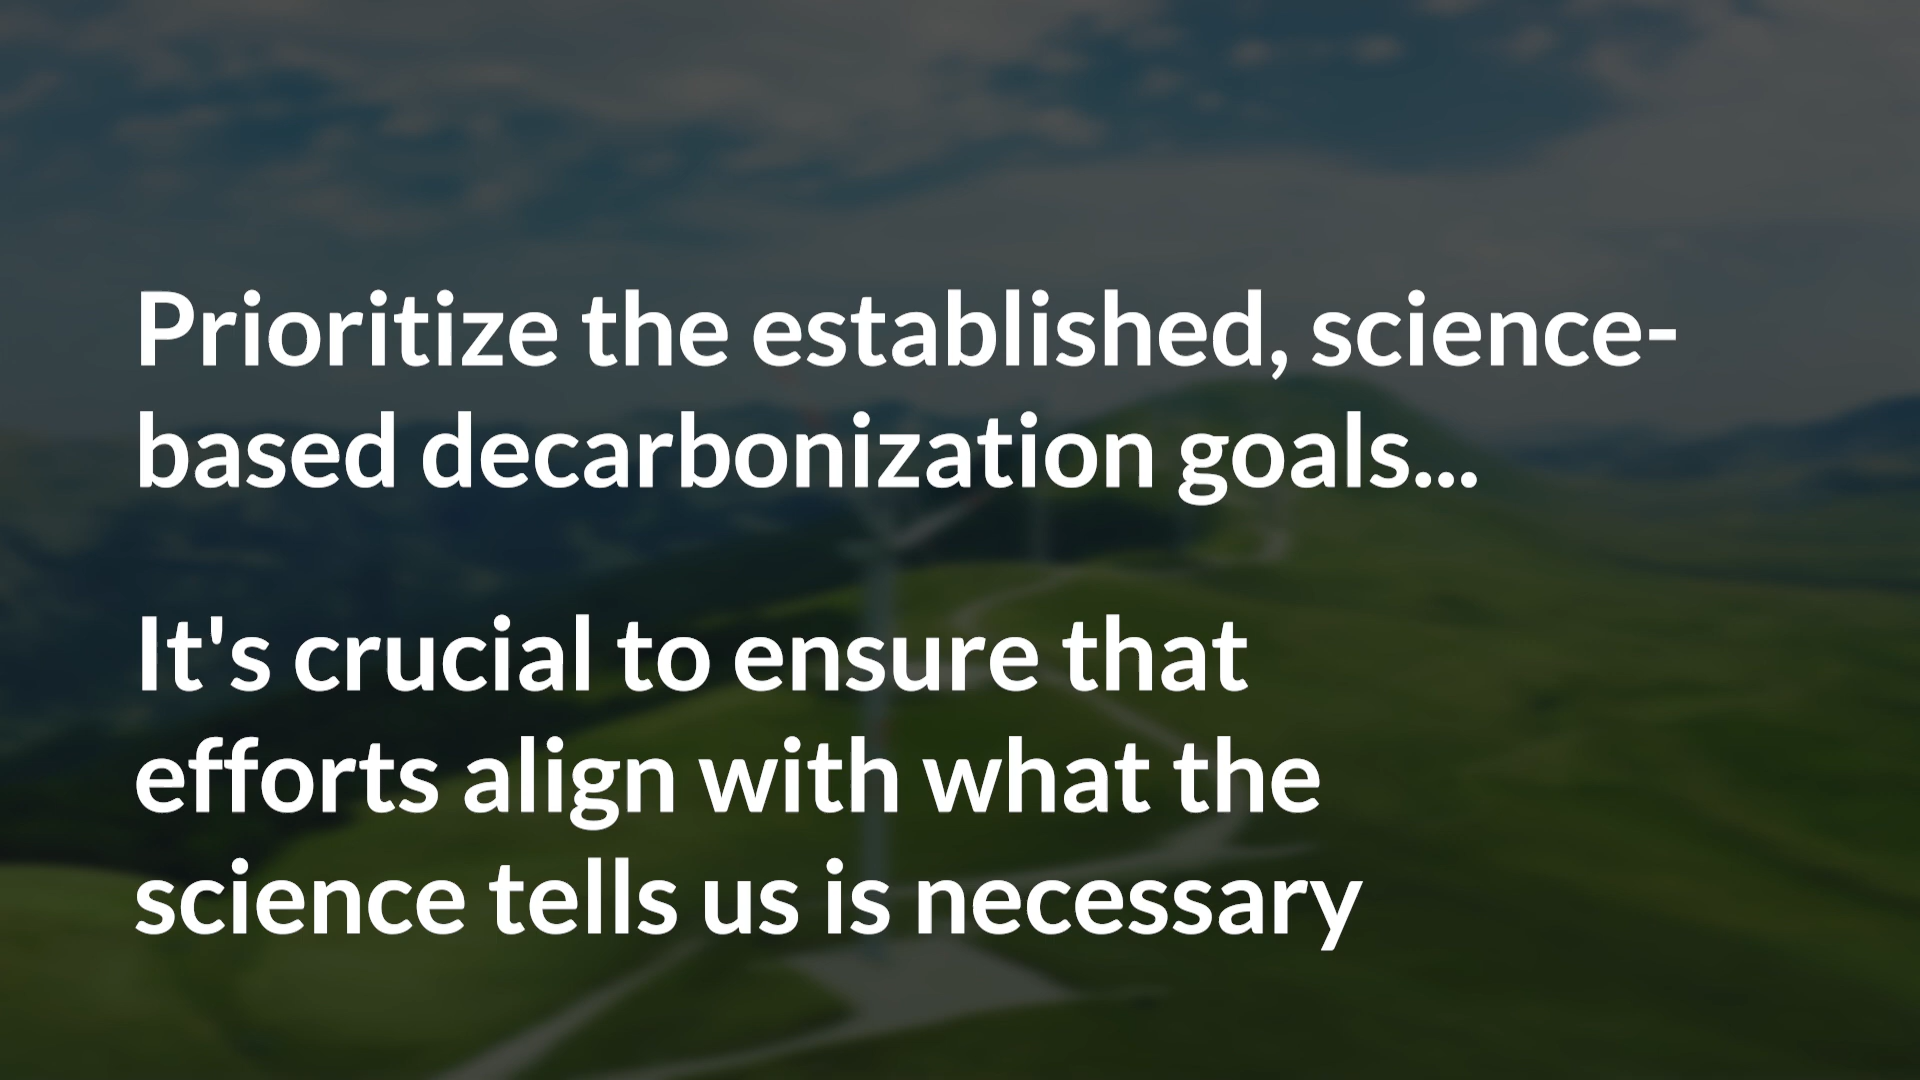 Prioritize the established, science-
based decarbonization goals...
It's crucial to ensure that
efforts align with what the
science tells us is necessary